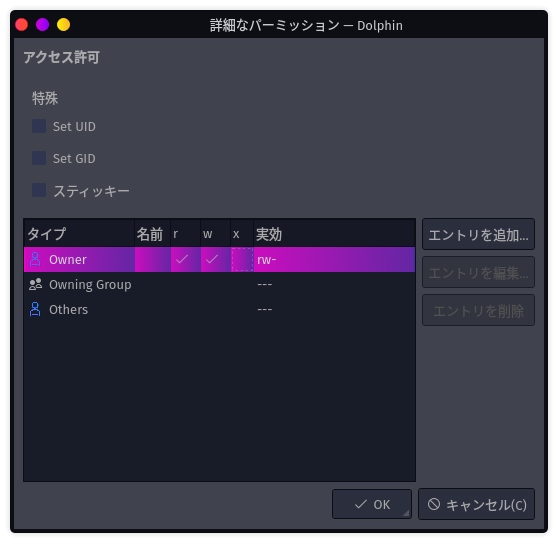 詳細なパーミッション — Dolphin
アクセス許可
特殊
Set UID
Set GID
スティッキー
タイプ 名前 r w x 実効
Owner rw-
Owning Group ---
Others ---
エントリを追加...
エントリを編集...
エントリを削除
OK キャンセル(C)